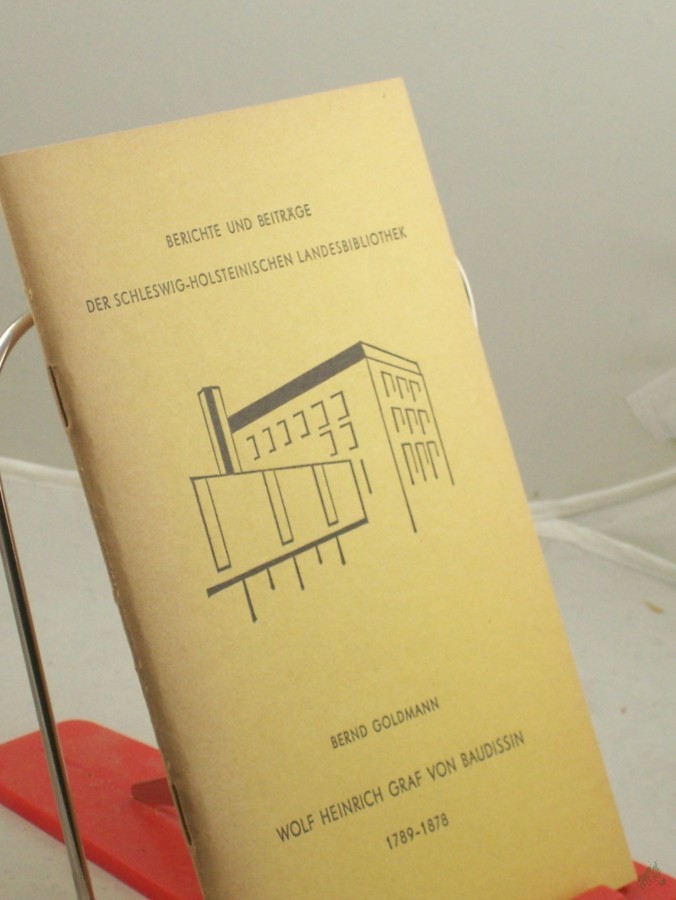 BERICHTE UND BEITRÄGE
DER SCHLESWIG-HOLSTEINISCHEN LANDESBIBLIOTHEK
BERND GOLDMANN
WOLF HEINRICH GRAF VON BAUDISSIN
1789-1878